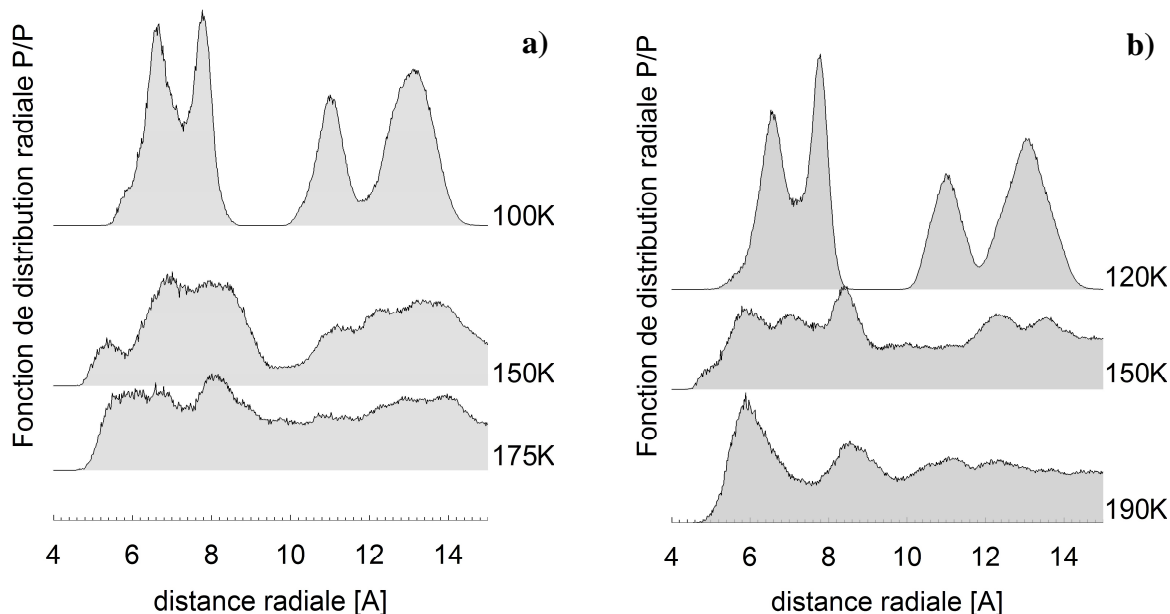 a)
Fonction de distribution radiale P/P
100K
150K
175K
4 6 8 10 12 14
distance radiale [A]
b)
Fonction de distribution radiale P/P
120K
150K
190K
4 6 8 10 12 14
distance radiale [A]